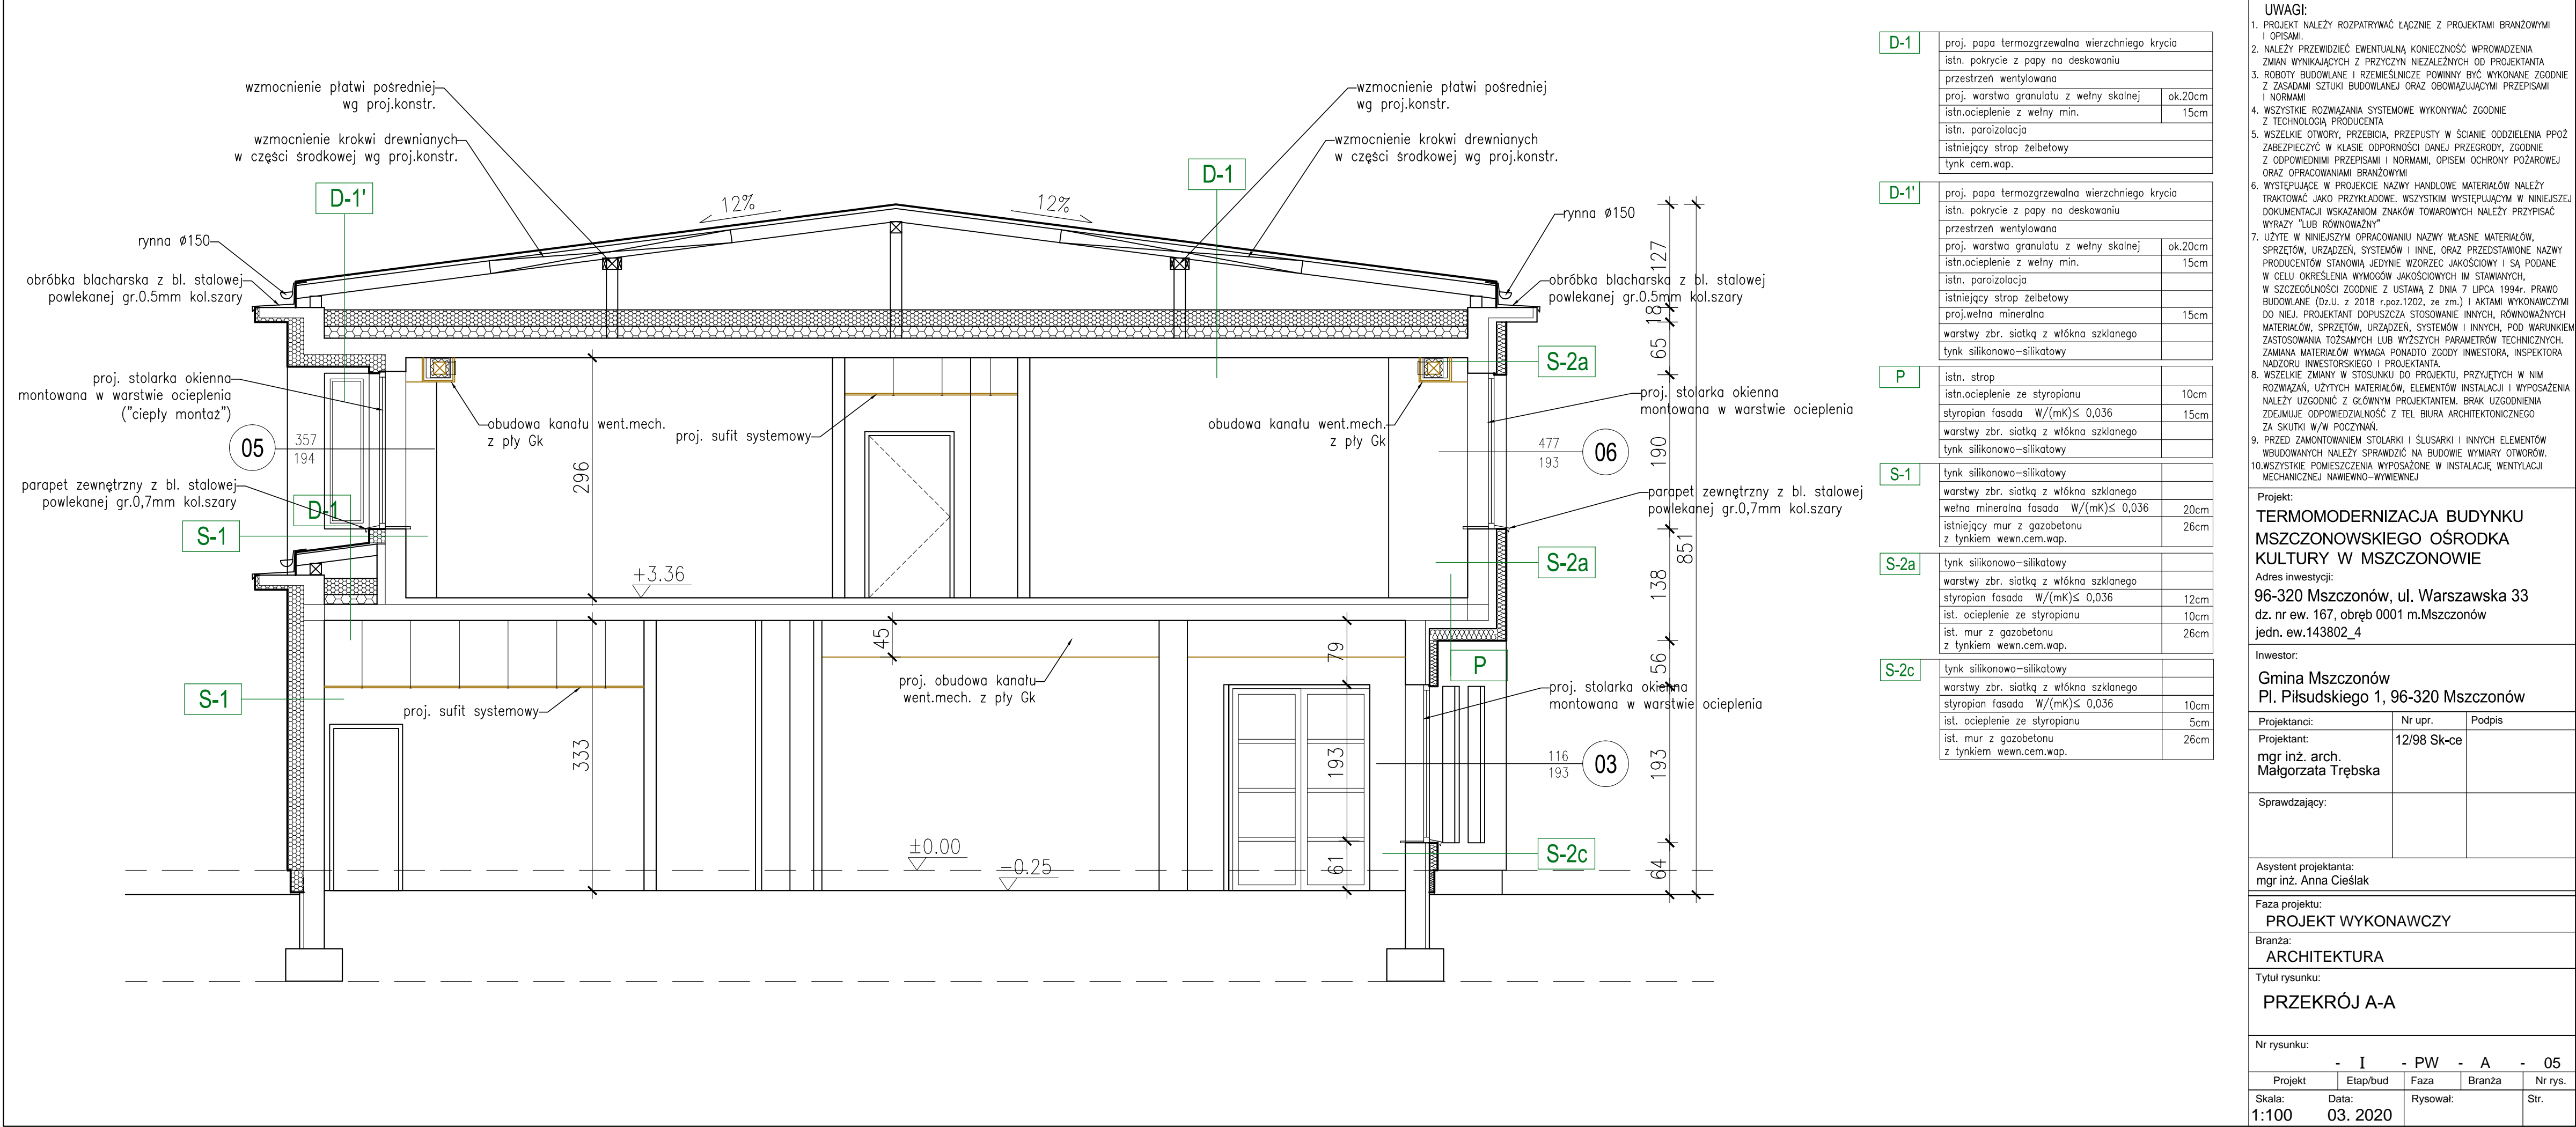 wzmocnienie płatwi pośredniej
wg proj.konstr.
wzmocnienie krokwi drewnianych
w części środkowej wg proj.konstr.
D-1'
rynna ø150
obróbka blacharska z bl. stalowej
powlekanej gr.0.5mm kol.szary
proj. stolarka okienna
montowana w warstwie ocieplenia
("ciepły montaż")
05
357
194
parapet zewnętrzny z bl. stalowej
powlekanej gr.0,7mm kol.szary
D-1
S-1
S-1
12%
12%
wzmocnienie płatwi pośredniej
wg proj.konstr.
wzmocnienie krokwi drewnianych
w części środkowej wg proj.konstr.
D-1
rynna ø150
obróbka blacharska z bl. stalowej
powlekanej gr.0.5mm kol.szary
S-2a
proj. stolarka okienna
montowana w warstwie ocieplenia
obudowa kanału went.mech.
z pły Gk
proj. sufit systemowy
obudowa kanału went.mech.
z pły Gk
477
193
06
parapet zewnętrzny z bl. stalowej
powlekanej gr.0,7mm kol.szary
S-2a
296
+3.36
45
79
P
proj. obudowa kanału
went.mech. z pły Gk
proj. sufit systemowy
proj. stolarka okienna
montowana w warstwie ocieplenia
333
193
116
193
03
±0.00
-0.25
61
S-2c
127
18
65
190
138
56
193
64
851
D-1
proj. papa termozgrzewalna wierzchniego krycia
istn. pokrycie z papy na deskowaniu
przestrzeń wentylowana
proj. warstwa granulatu z wełny skalnej ok.20cm
istn.ocieplenie z wełny min. 15cm
istn. paroizolacja
istniejący strop żelbetowy
tynk cem.wap.
D-1'
proj. papa termozgrzewalna wierzchniego krycia
istn. pokrycie z papy na deskowaniu
przestrzeń wentylowana
proj. warstwa granulatu z wełny skalnej ok.20cm
istn.ocieplenie z wełny min. 15cm
istn. paroizolacja
istniejący strop żelbetowy
proj.wełna mineralna 15cm
warstwy zbr. siatką z włókna szklanego
tynk silikonowo-silikatowy
P
istn. strop
istn.ocieplenie ze styropianu 10cm
styropian fasada W/(mK)≤ 0,036 15cm
warstwy zbr. siatką z włókna szklanego
tynk silikonowo-silikatowy
S-1
tynk silikonowo-silikatowy
warstwy zbr. siatką z włókna szklanego
wełna mineralna fasada W/(mK)≤ 0,036 20cm
istniejący mur z gazobetonu 26cm
z tynkiem wewn.cem.wap.
S-2a
tynk silikonowo-silikatowy
warstwy zbr. siatką z włókna szklanego
styropian fasada W/(mK)≤ 0,036 12cm
ist. ocieplenie ze styropianu 10cm
ist. mur z gazobetonu 26cm
z tynkiem wewn.cem.wap.
S-2c
tynk silikonowo-silikatowy
warstwy zbr. siatką z włókna szklanego
styropian fasada W/(mK)≤ 0,036 10cm
ist. ocieplenie ze styropianu 5cm
ist. mur z gazobetonu 26cm
z tynkiem wewn.cem.wap.
UWAGI:
1. PROJEKT NALEŻY ROZPATRYWAĆ ŁĄCZNIE Z PROJEKTAMI BRANŻOWYMI
I OPISAMI.
2. NALEŻY PRZEWIDZIEĆ EWENTUALNĄ KONIECZNOŚĆ WPROWADZENIA
ZMIAN WYNIKAJĄCYCH Z PRZYCZYN NIEZALEŻNYCH OD PROJEKTANTA
3. ROBOTY BUDOWLANE I RZEMIEŚLNICZE POWINNY BYĆ WYKONANE ZGODNIE
Z ZASADAMI SZTUKI BUDOWLANEJ ORAZ OBOWIĄZUJĄCYMI PRZEPISAMI
I NORMAMI
4. WSZYSTKIE ROZWIĄZANIA SYSTEMOWE WYKONYWAĆ ZGODNIE
Z TECHNOLOGIĄ PRODUCENTA
5. WSZELKIE OTWORY, PRZEBICIA, PRZEPUSTY W ŚCIANIE ODDZIELENIA PPOŻ
ZABEZPIECZYĆ W KLASIE ODPORNOŚCI DANEJ PRZEGRODY, ZGODNIE
Z ODPOWIEDNIMI PRZEPISAMI I NORMAMI, OPISEM OCHRONY POŻAROWEJ
ORAZ OPRACOWANIAMI BRANŻOWYMI
6. WYSTĘPUJĄCE W PROJEKCIE NAZWY HANDLOWE MATERIAŁÓW NALEŻY
TRAKTOWAĆ JAKO PRZYKŁADOWE. WSZYSTKIM WYSTĘPUJĄCYM W NINIEJSZEJ
DOKUMENTACJI WSKAZANIOM ZNAKÓW TOWAROWYCH NALEŻY PRZYPISAĆ
WYRAZY "LUB RÓWNOWAŻNY"
7. UŻYTE W NINIEJSZYM OPRACOWANIU NAZWY WŁASNE MATERIAŁÓW,
SPRZĘTÓW, URZĄDZEŃ, SYSTEMÓW I INNE, ORAZ PRZEDSTAWIONE NAZWY
PRODUCENTÓW STANOWIĄ JEDYNIE WZORZEC JAKOŚCIOWY I SĄ PODANE
W CELU OKREŚLENIA WYMOGÓW JAKOŚCIOWYCH IM STAWIANYCH,
W SZCZEGÓLNOŚCI ZGODNIE Z USTAWĄ Z DNIA 7 LIPCA 1994r. PRAWO
BUDOWLANE (Dz.U. z 2018 r.poz.1202, ze zm.) I AKTAMI WYKONAWCZYMI
DO NIEJ. PROJEKTANT DOPUSZCZA STOSOWANIE INNYCH, RÓWNOWAŻNYCH
MATERIAŁÓW, SPRZĘTÓW, URZĄDZEŃ, SYSTEMÓW I INNYCH, POD WARUNKIEM
ZASTOSOWANIA TOŻSAMYCH LUB WYŻSZYCH PARAMETRÓW TECHNICZNYCH.
ZAMIANA MATERIAŁÓW WYMAGA PONADTO ZGODY INWESTORA, INSPEKTORA
NADZORU INWESTORSKIEGO I PROJEKTANTA.
8. WSZELKIE ZMIANY W STOSUNKU DO PROJEKTU, PRZYJĘTYCH W NIM
ROZWIĄZAŃ, UŻYTYCH MATERIAŁÓW, ELEMENTÓW INSTALACJI I WYPOSAŻENIA
NALEŻY UZGODNIĆ Z GŁÓWNYM PROJEKTANTEM. BRAK UZGODNIENIA
ZDEJMUJE ODPOWIEDZIALNOŚĆ Z TEL BIURA ARCHITEKTONICZNEGO
ZA SKUTKI W/W POCZYNAŃ.
9. PRZED ZAMONTOWANIEM STOLARKI I ŚLUSARKI I INNYCH ELEMENTÓW
WBUDOWANYCH NALEŻY SPRAWDZIĆ NA BUDOWIE WYMIARY OTWORÓW.
10.WSZYSTKIE POMIESZCZENIA WYPOSAŻONE W INSTALACJĘ WENTYLACJI
MECHANICZNEJ NAWIEWNO-WYWIEWNEJ
Projekt:
TERMOMODERNIZACJA BUDYNKU
MSZCZONOWSKIEGO OŚRODKA
KULTURY W MSZCZONOWIE
Adres inwestycji:
96-320 Mszczonów, ul. Warszawska 33
dz. nr ew. 167, obręb 0001 m.Mszczonów
jedn. ew.143802_4
Inwestor:
Gmina Mszczonów
Pl. Piłsudskiego 1, 96-320 Mszczonów
Projektanci: Nr upr. Podpis
Projektant: 12/98 Sk-ce
mgr inż. arch.
Małgorzata Trębska
Sprawdzający:
Asystent projektanta:
mgr inż. Anna Cieślak
Faza projektu:
PROJEKT WYKONAWCZY
Branża:
ARCHITEKTURA
Tytuł rysunku:
PRZEKRÓJ A-A
Nr rysunku:
- I - PW - A - 05
Projekt Etap/bud Faza Branża Nr rys.
Skala: Data: Rysował: Str.
1:100 03. 2020